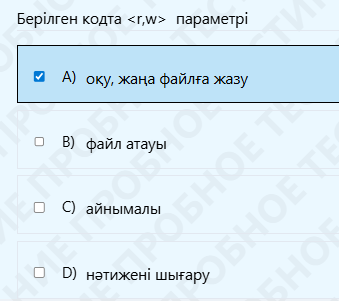 Берілген кодта <r,w> параметрі
A) оқу, жаңа файлға жазу
B) файл атауы
C) айнымалы
D) нәтижені шығару